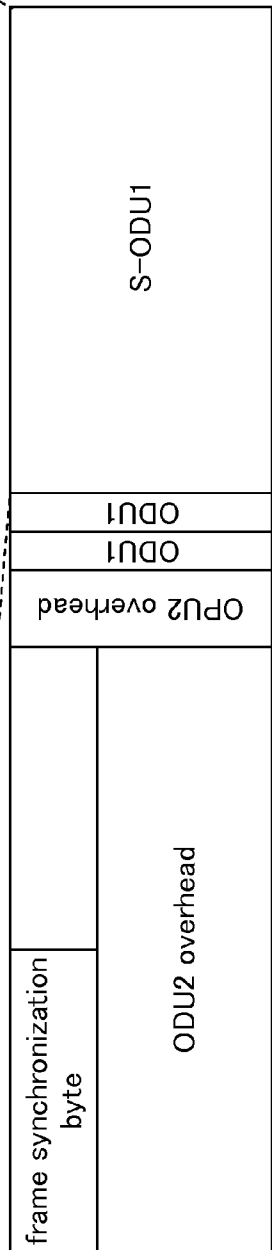 frame synchronization
byte
ODU2 overhead
OPU2 overhead
ODU1
ODU1
S-ODU1